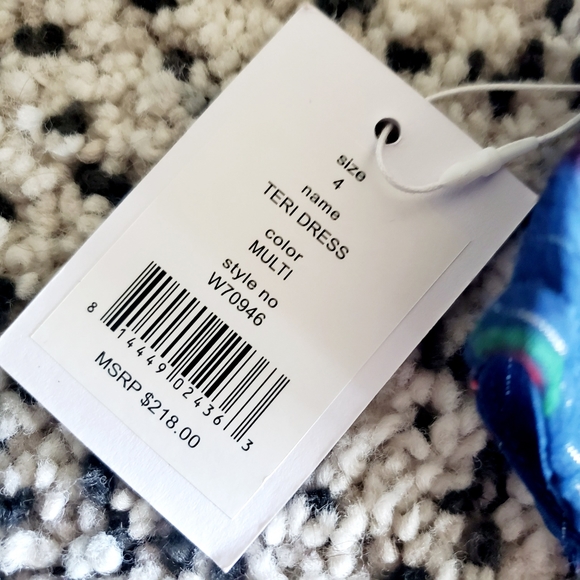 size
4
name
TERI DRESS
color
MULTI
style no
W70946
8 14449 02436 3
MSRP $218.00